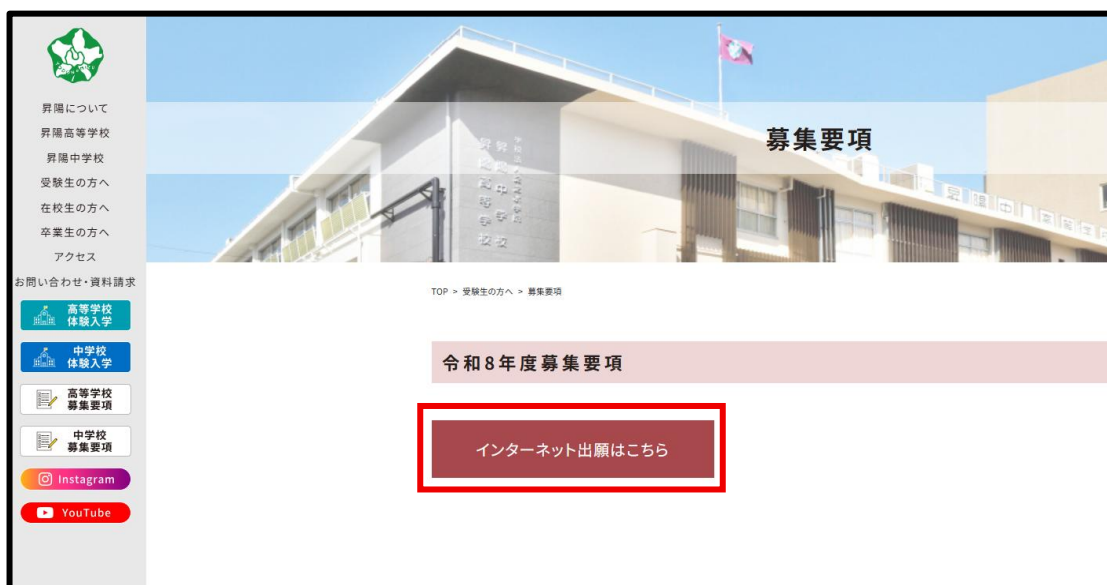 昇陽について
昇陽高等学校
昇陽中学校
受験生の方へ
在校生の方へ
卒業生の方へ
アクセス
お問い合わせ・資料請求
高等学校
体験入学
中学校
体験入学
高等学校
募集要項
中学校
募集要項
Instagram
YouTube
募集要項
TOP > 受験生の方へ > 募集要項
令和8年度募集要項
インターネット出願はこちら